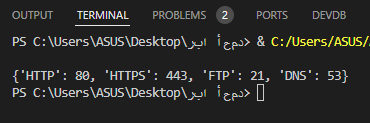 OUTPUT TERMINAL PROBLEMS 2 PORTS DEVDB
PS C:\Users\ASUS\Desktop\> & C:/Users/ASUS/
{'HTTP': 80, 'HTTPS': 443, 'FTP': 21, 'DNS': 53}
PS C:\Users\ASUS\Desktop\>